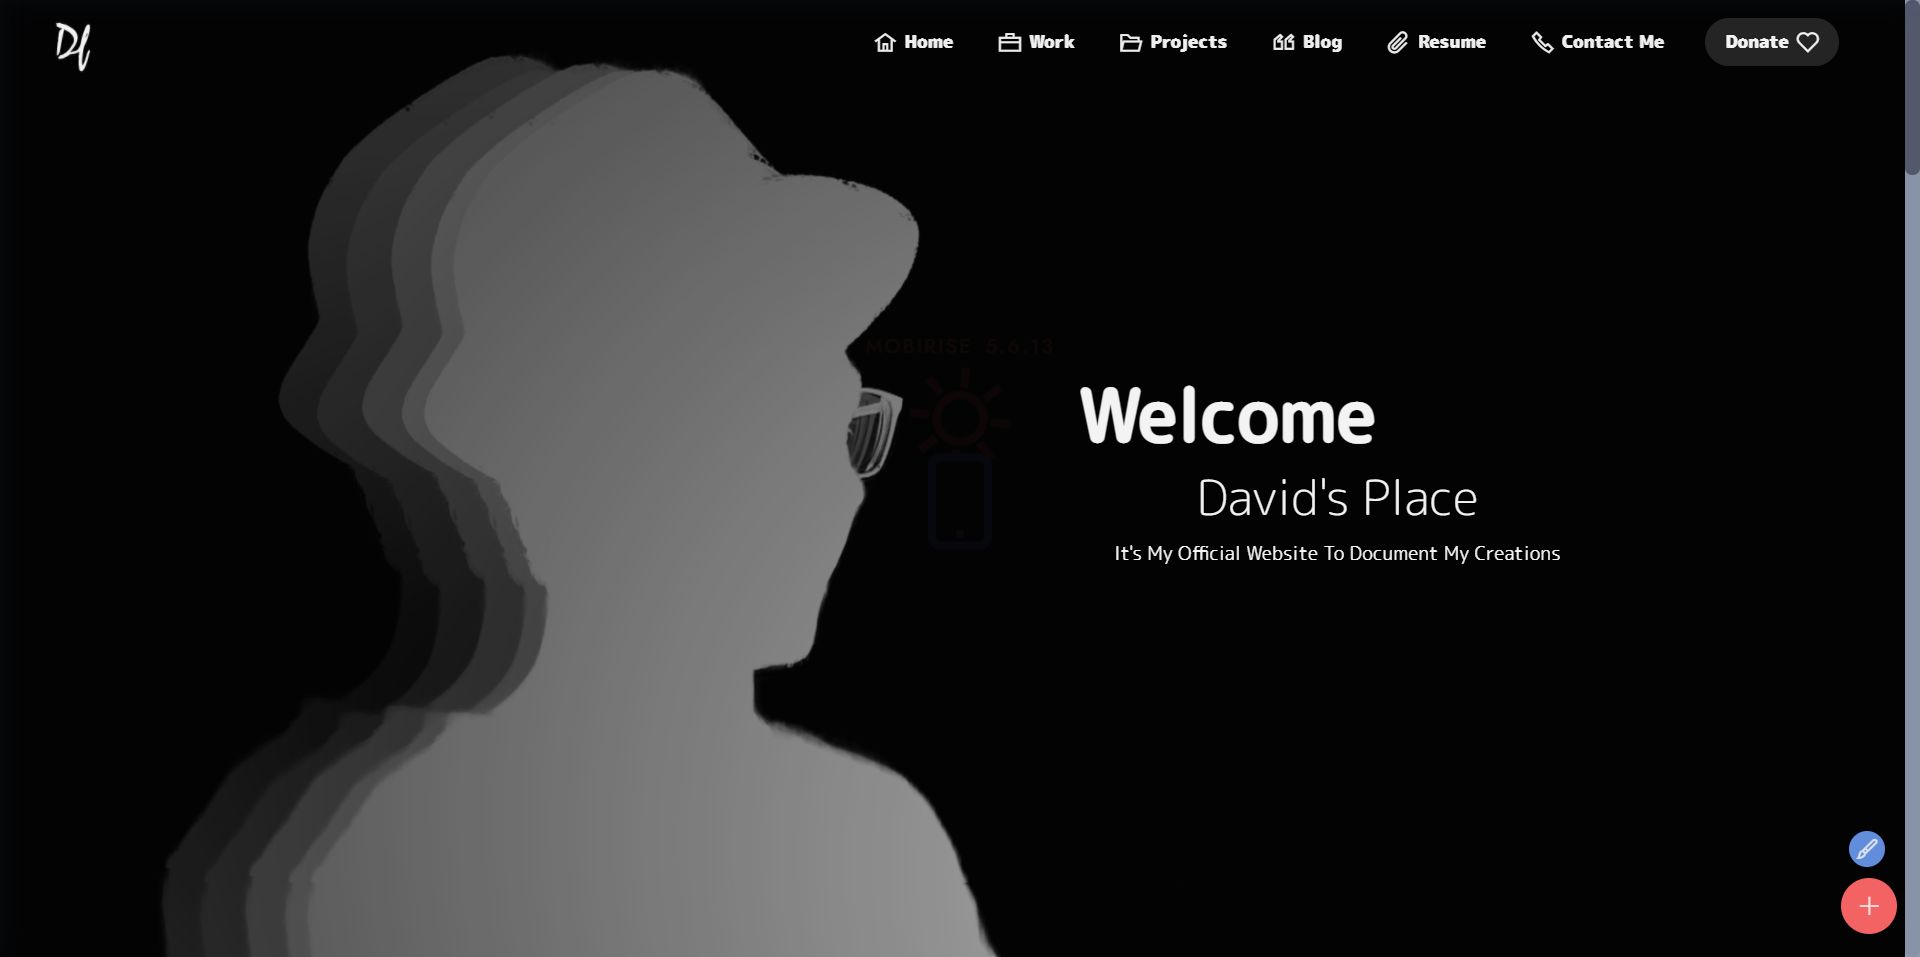 Df
Home Work Projects Blog Resume Contact Me Donate
MOBIRISE 5.6.13
Welcome
David's Place
It's My Official Website To Document My Creations